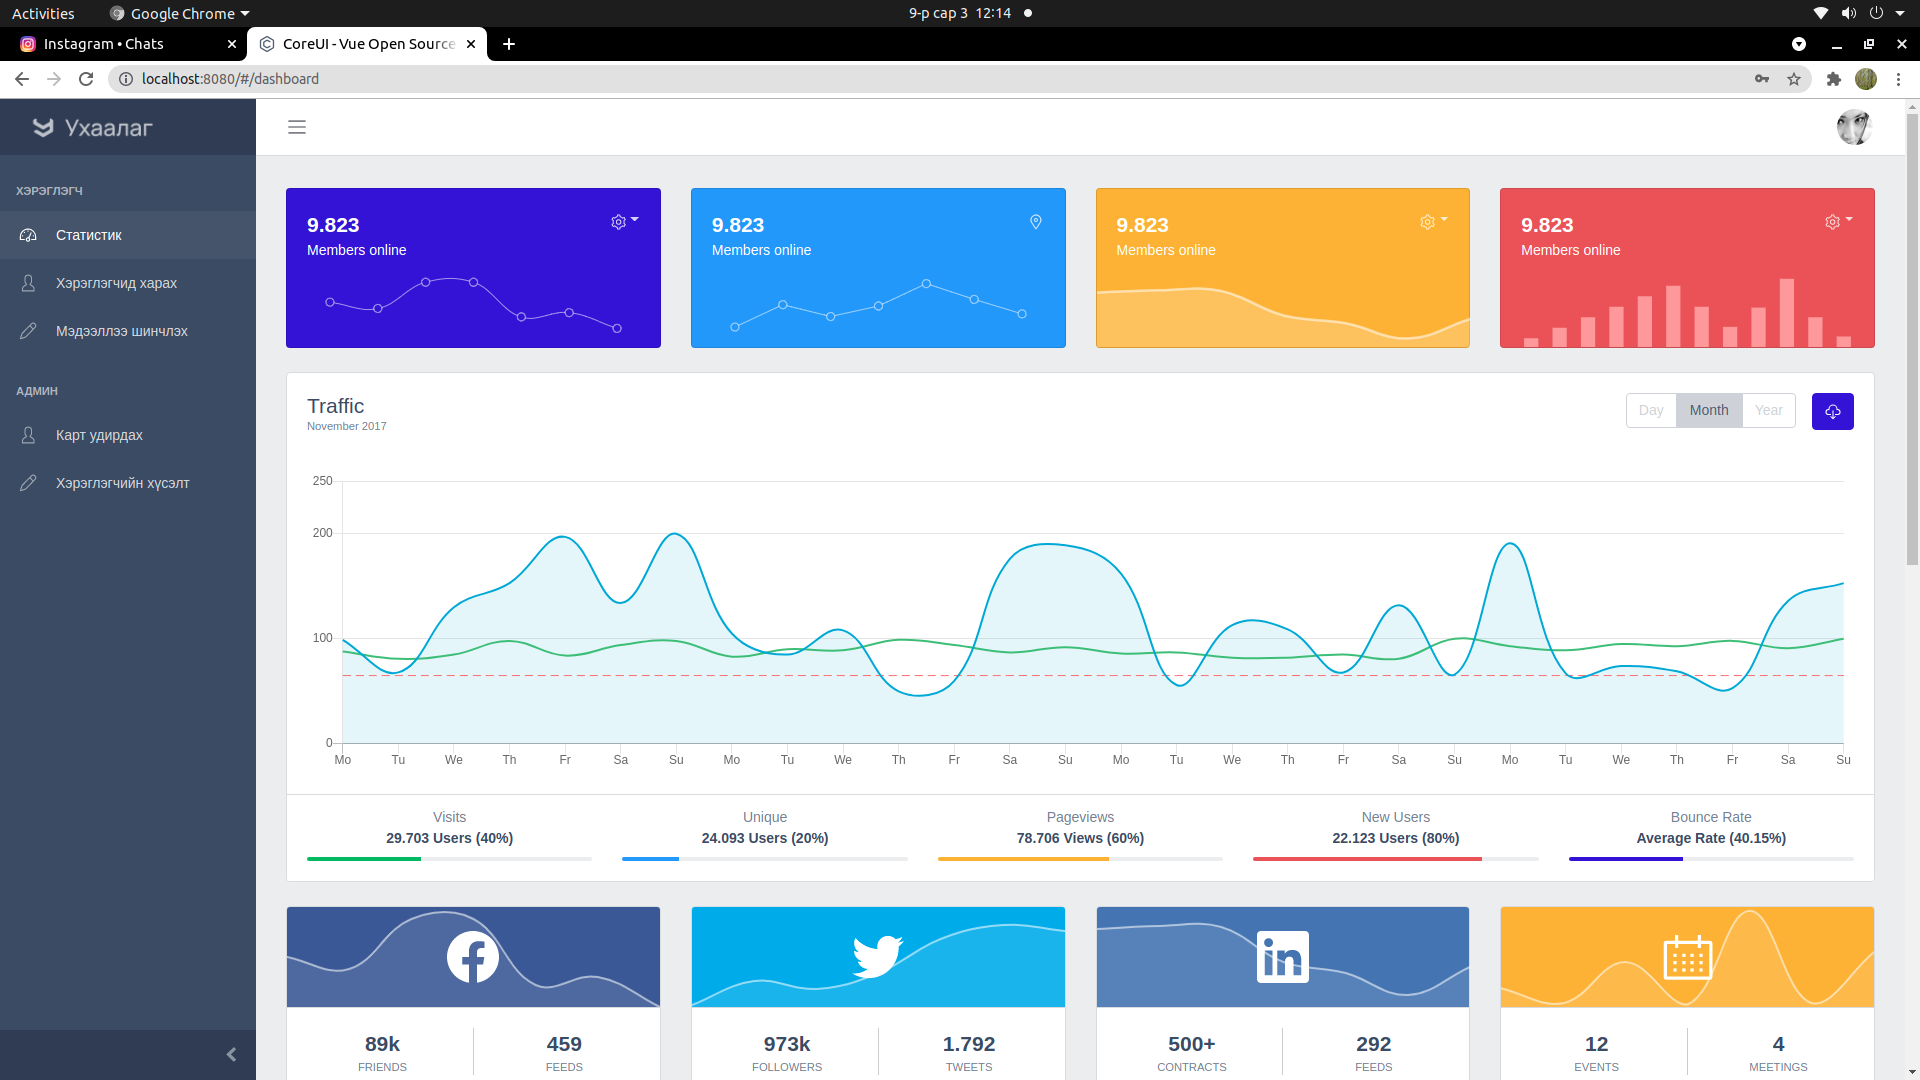 Activities
Google Chrome
9-р сар 3 12:14
Instagram • Chats
CoreUI - Vue Open Source
localhost:8080/#/dashboard
Ухаалаг
ХЭРЭГЛЭГЧ
Статистик
Хэрэглэгчид харах
Мэдээллээ шинчлэх
АДМИН
Карт удирдах
Хэрэглэгчийн хүсэлт
9.823
Members online
9.823
Members online
9.823
Members online
9.823
Members online
Traffic
November 2017
Day Month Year
250
200
100
0
Mo Tu We Th Fr Sa Su Mo Tu We Th Fr Sa Su Mo Tu We Th Fr Sa Su Mo Tu We Th Fr Sa Su
Visits
29.703 Users (40%)
Unique
24.093 Users (20%)
Pageviews
78.706 Views (60%)
New Users
22.123 Users (80%)
Bounce Rate
Average Rate (40.15%)
89k
FRIENDS
459
FEEDS
973k
FOLLOWERS
1.792
TWEETS
500+
CONTRACTS
292
FEEDS
12
EVENTS
4
MEETINGS